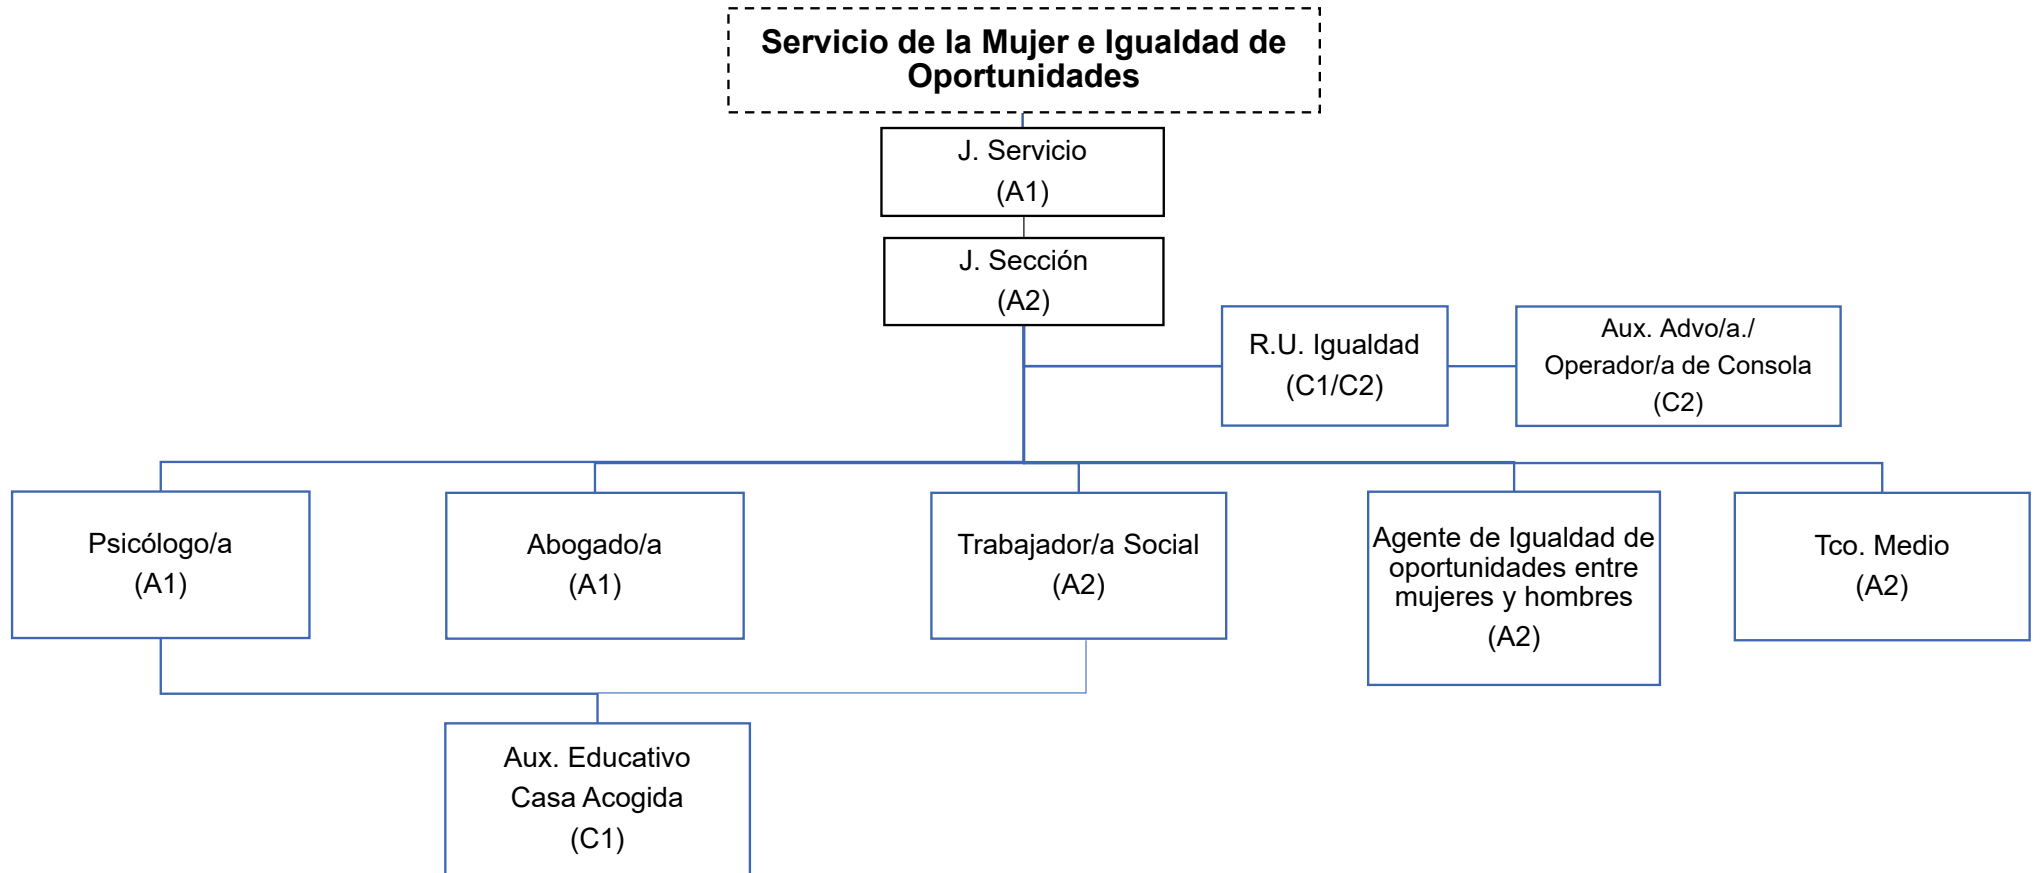 Servicio de la Mujer e Igualdad de
Oportunidades
J. Servicio
(A1)
J. Sección
(A2)
R.U. Igualdad
(C1/C2)
Aux. Advo/a./
Operador/a de Consola
(C2)
Psicólogo/a
(A1)
Abogado/a
(A1)
Trabajador/a Social
(A2)
Agente de Igualdad de
oportunidades entre
mujeres y hombres
(A2)
Tco. Medio
(A2)
Aux. Educativo
Casa Acogida
(C1)